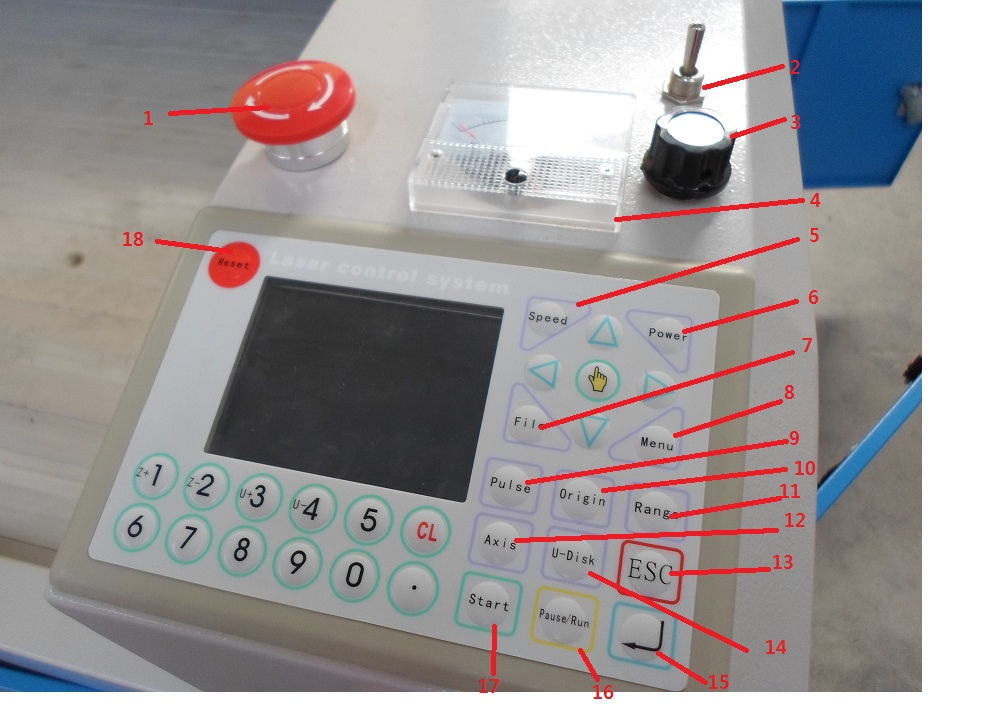 2
1
3
4
5
18
Reset
Laser control system
6
Speed
Power
7
8
File
Menu
9
Pulse
Origin
10
Range
11
Z+1
Z-2
U+3
U-4
5
CL
12
Axis
U-Disk
ESC
13
6
7
8
9
0
.
Start
Pause/Run
14
15
16
17